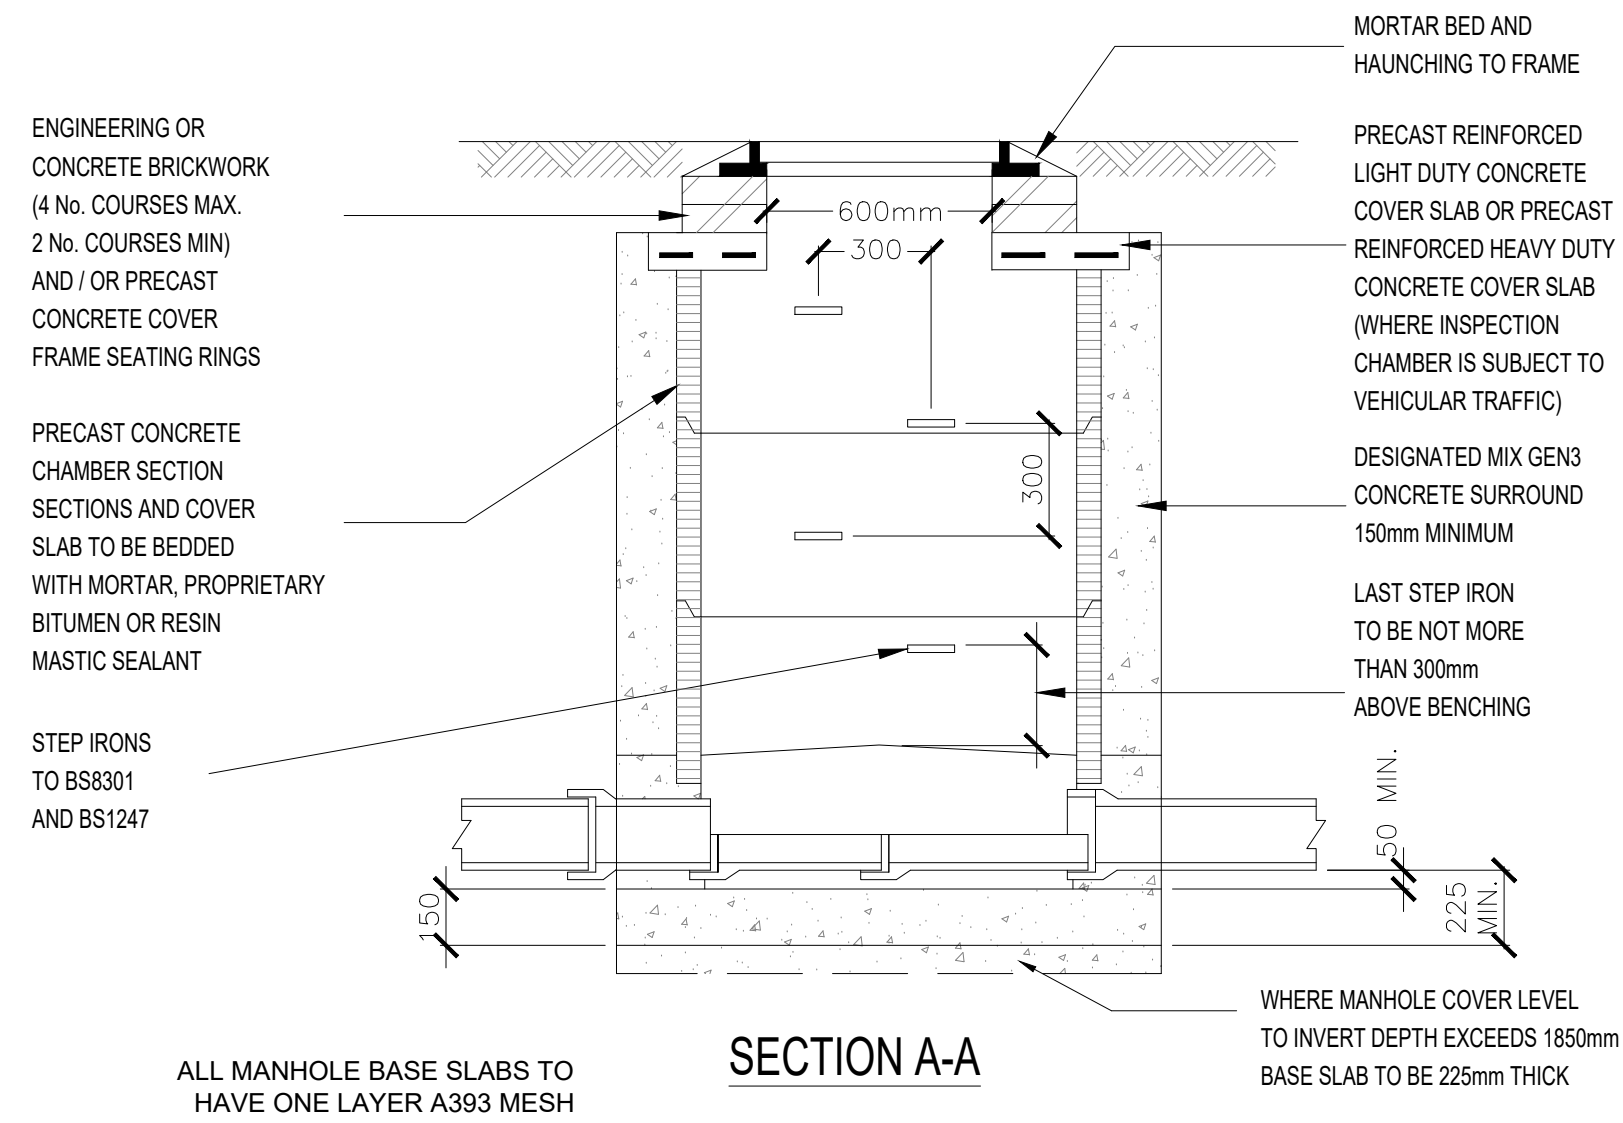 ENGINEERING OR
CONCRETE BRICKWORK
(4 No. COURSES MAX.
2 No. COURSES MIN)
AND / OR PRECAST
CONCRETE COVER
FRAME SEATING RINGS
PRECAST CONCRETE
CHAMBER SECTION
SECTIONS AND COVER
SLAB TO BE BEDDED
WITH MORTAR, PROPRIETARY
BITUMEN OR RESIN
MASTIC SEALANT
STEP IRONS
TO BS8301
AND BS1247
600mm
300
300
150
MORTAR BED AND
HAUNCHING TO FRAME
PRECAST REINFORCED
LIGHT DUTY CONCRETE
COVER SLAB OR PRECAST
REINFORCED HEAVY DUTY
CONCRETE COVER SLAB
(WHERE INSPECTION
CHAMBER IS SUBJECT TO
VEHICULAR TRAFFIC)
DESIGNATED MIX GEN3
CONCRETE SURROUND
150mm MINIMUM
LAST STEP IRON
TO BE NOT MORE
THAN 300mm
ABOVE BENCHING
50 MIN.
225
MIN.
WHERE MANHOLE COVER LEVEL
TO INVERT DEPTH EXCEEDS 1850mm
BASE SLAB TO BE 225mm THICK
SECTION A-A
ALL MANHOLE BASE SLABS TO
HAVE ONE LAYER A393 MESH